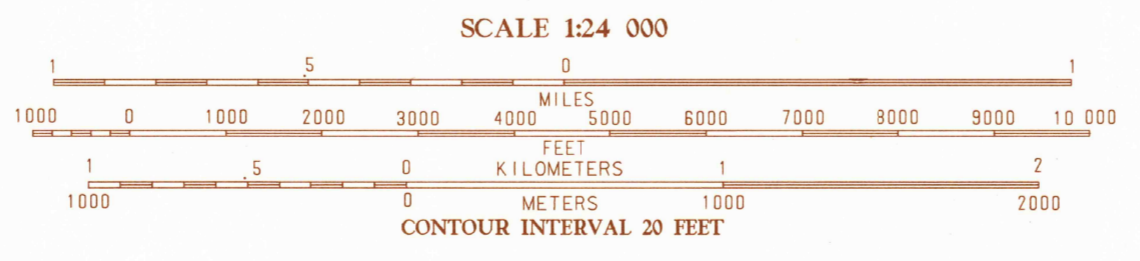 SCALE 1:24 000
1 .5 0 1
MILES
1000 0 1000 2000 3000 4000 5000 6000 7000 8000 9000 10 000
FEET
1 .5 0 KILOMETERS 1 2
1000 0 METERS 1000 2000
CONTOUR INTERVAL 20 FEET